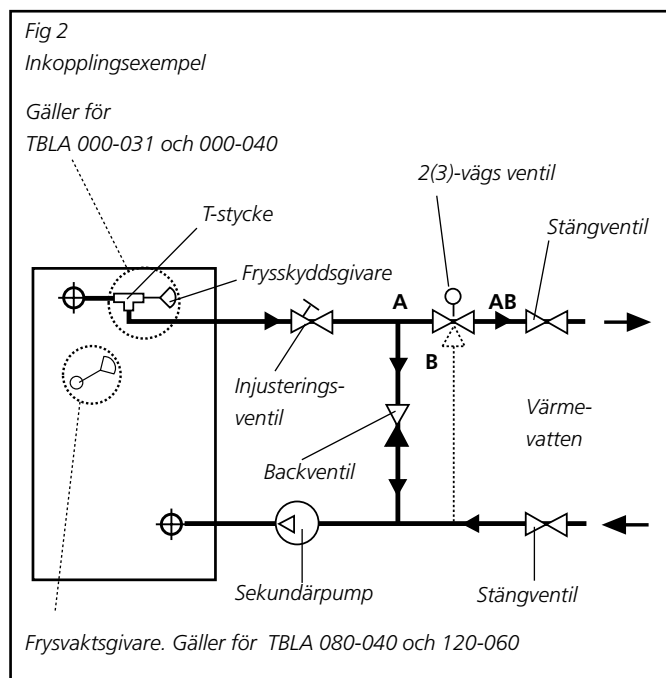 Fig 2
Inkopplingsexempel
Gäller för
TBLA 000-031 och 000-040
2(3)-vägs ventil
T-stycke
Stängventil
Frysskyddsgivare
A
AB
B
Injusterings-
ventil
Värme-
vatten
Backventil
Sekundärpump
Stängventil
Frysvaktsgivare. Gäller för TBLA 080-040 och 120-060